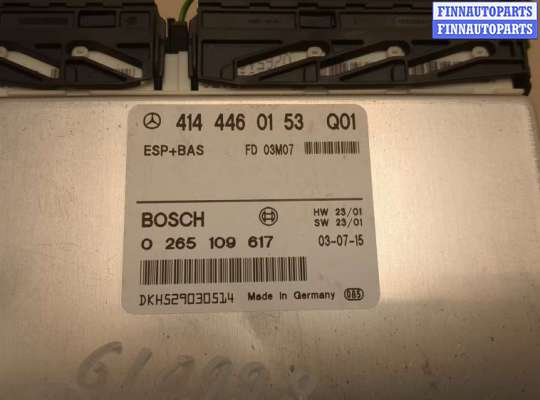 FINNAUTOPARTS
FINNAUTOPARTS
414 446 01 53 Q01
ESP+BAS FD 03M07
BOSCH HW 23/01
SW 23/01
0 265 109 617 03-07-15
DKH529030514 Made in Germany 065